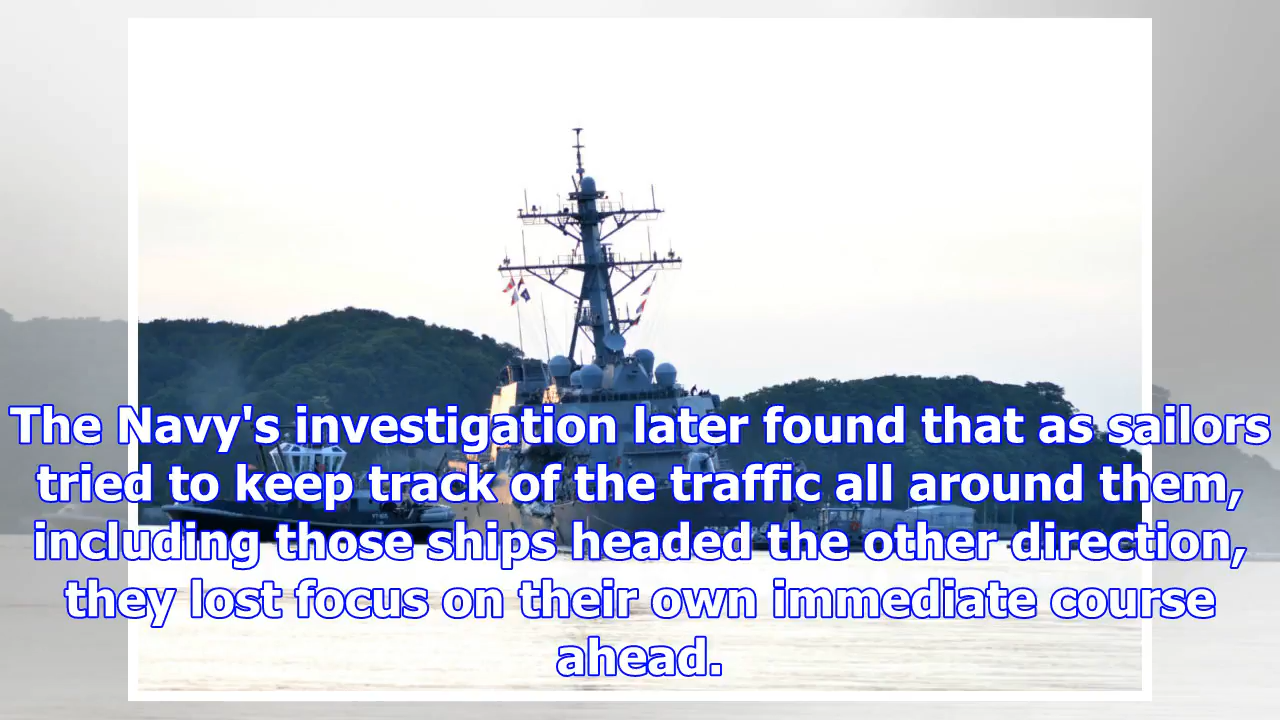 The Navy's investigation later found that as sailors
tried to keep track of the traffic all around them,
including those ships headed the other direction,
they lost focus on their own immediate course
ahead.